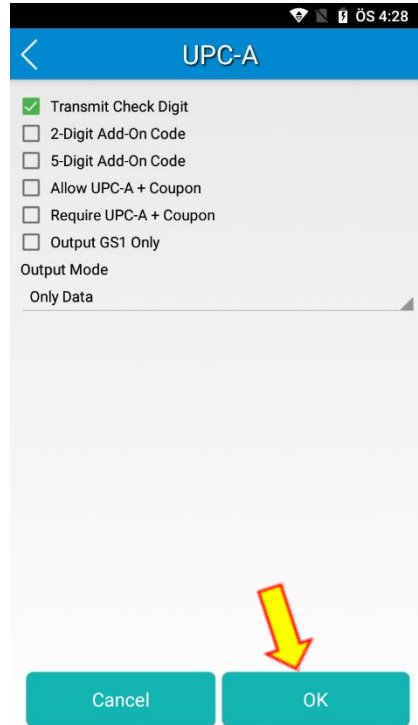 ÖS 4:28
UPC-A
Transmit Check Digit
2-Digit Add-On Code
5-Digit Add-On Code
Allow UPC-A + Coupon
Require UPC-A + Coupon
Output GS1 Only
Output Mode
Only Data
Cancel
OK